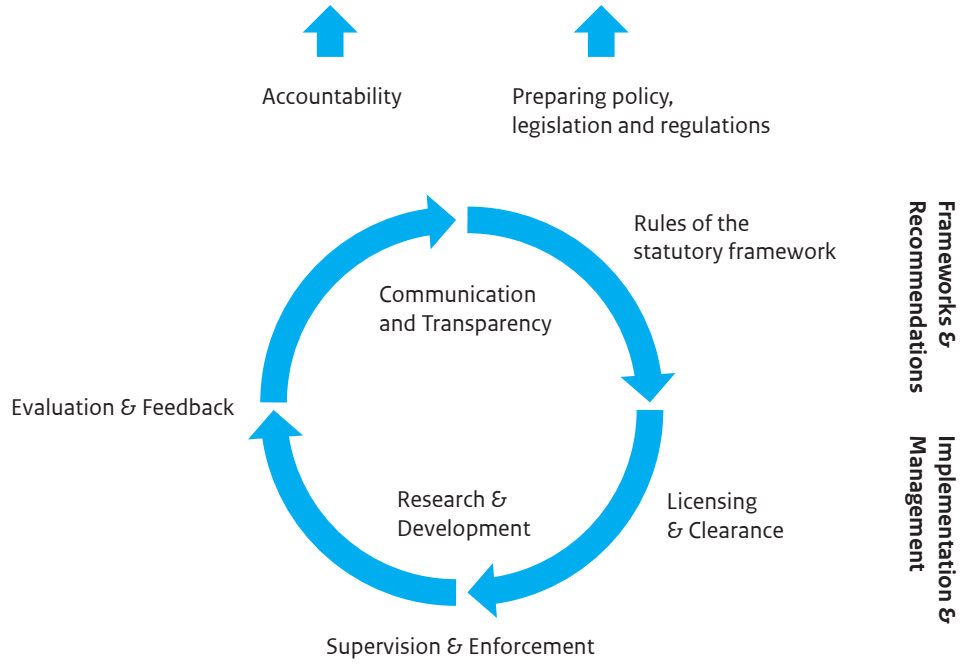 Accountability
Preparing policy,
legislation and regulations
Rules of the
statutory framework
Communication
and Transparency
Evaluation & Feedback
Research &
Development
Licensing
& Clearance
Supervision & Enforcement
Frameworks &
Recommendations
Implementation &
Management